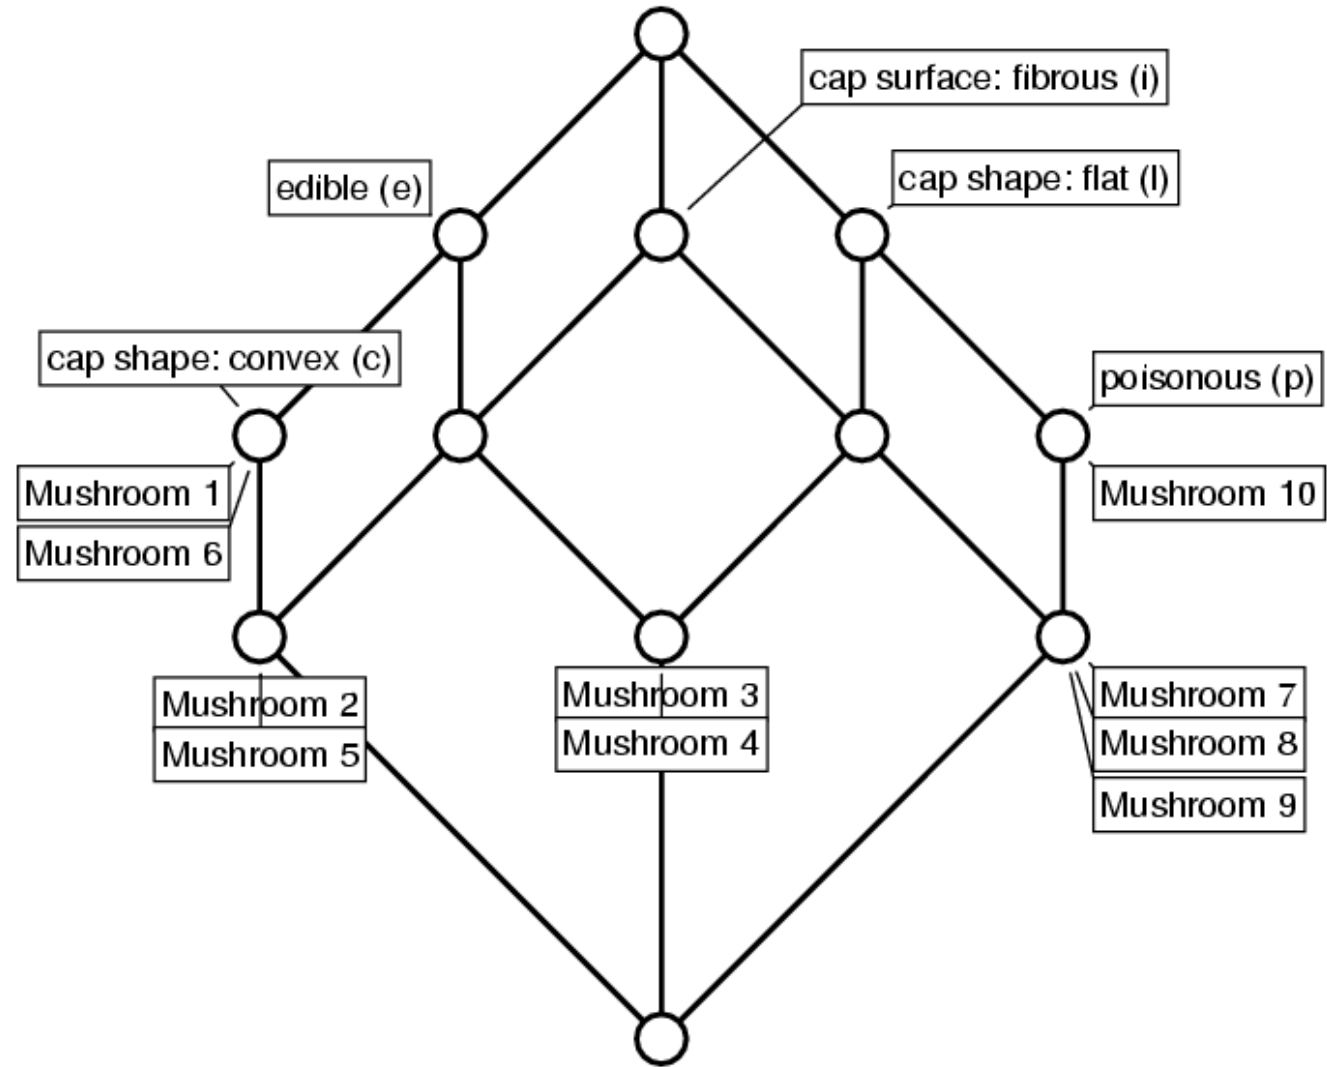 cap surface: fibrous (i)
edible (e)
cap shape: flat (l)
cap shape: convex (c)
poisonous (p)
Mushroom 1
Mushroom 10
Mushroom 6
Mushroom 2
Mushroom 3
Mushroom 7
Mushroom 5
Mushroom 4
Mushroom 8
Mushroom 9